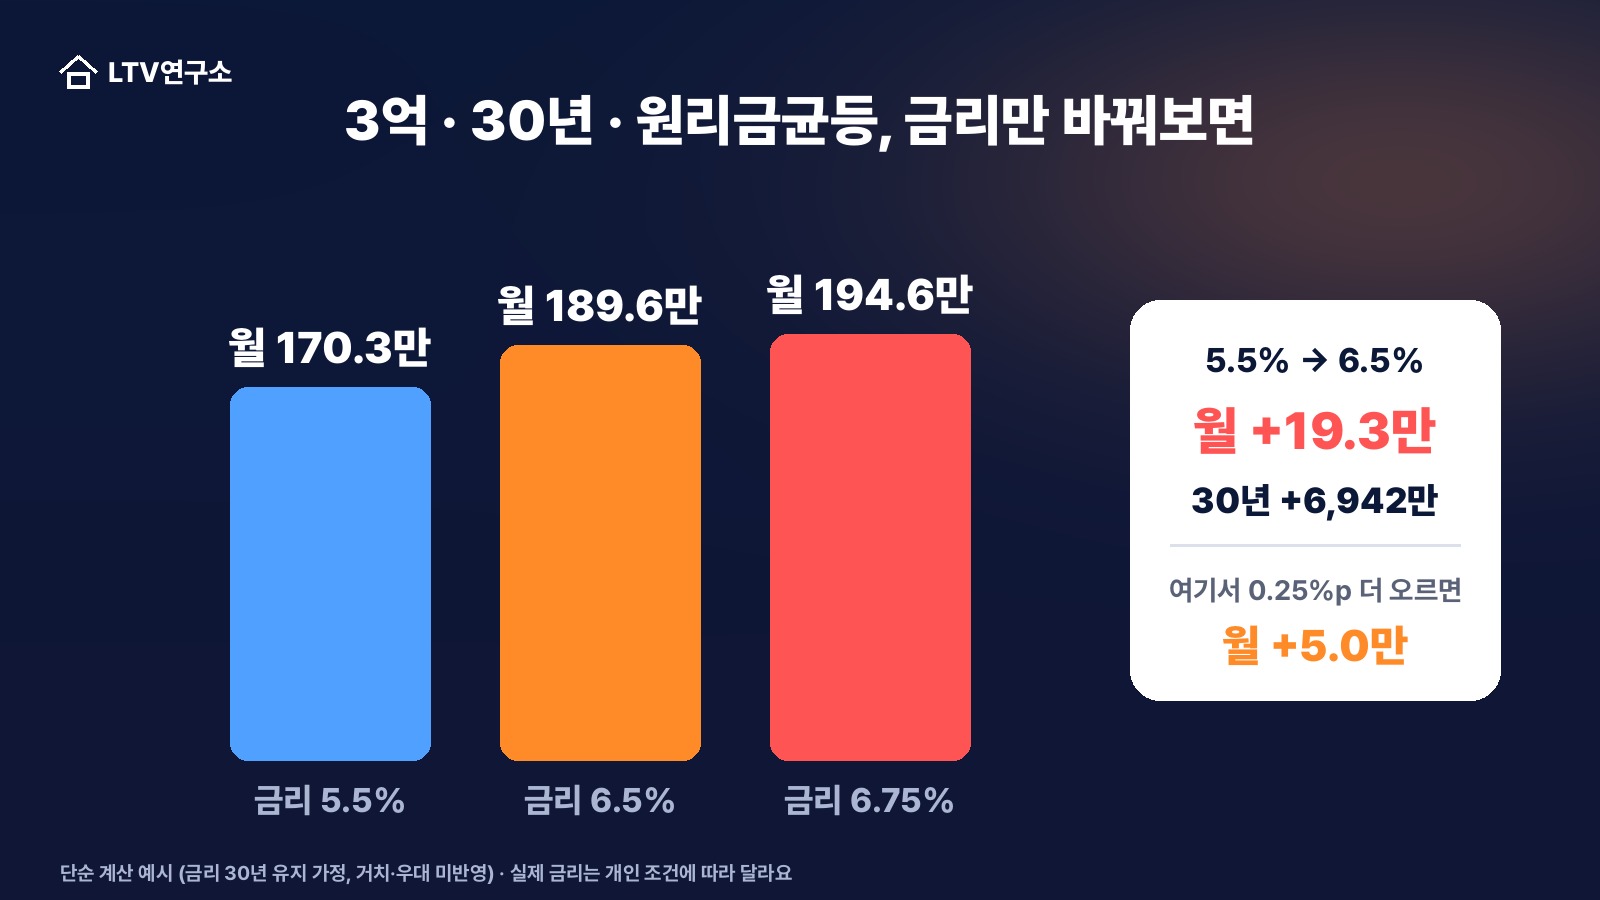 LTV연구소
3억 · 30년 · 원리금균등, 금리만 바꿔보면
월 170.3만
월 189.6만
월 194.6만
금리 5.5%
금리 6.5%
금리 6.75%
5.5% → 6.5%
월 +19.3만
30년 +6,942만
여기서 0.25%p 더 오르면
월 +5.0만
단순 계산 예시 (금리 30년 유지 가정, 거치·우대 미반영) · 실제 금리는 개인 조건에 따라 달라요